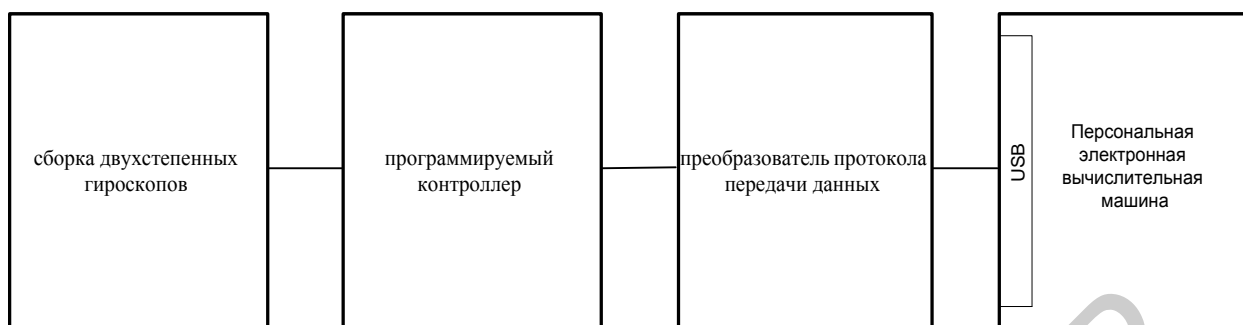 сборка двухстепенных
гироскопов
программируемый
контроллер
преобразователь протокола
передачи данных
USB
Персональная
электронная
вычислительная
машина